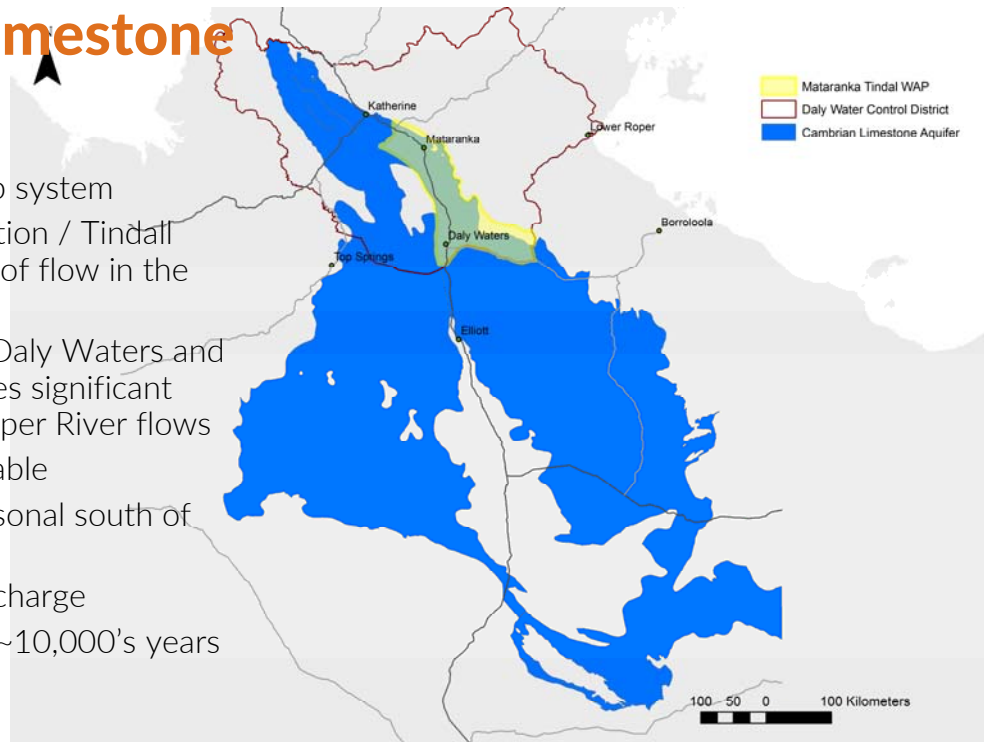 mestone
Katherine
Mataranka
Lower Roper
Daly Waters
Top Springs
Borroloola
Elliott
Mataranka Tindal WAP
Daly Water Control District
Cambrian Limestone Aquifer
system
tion / Tindall
of flow in the
Daly Waters and
es significant
per River flows
able
sonal south of
charge
~10,000's years
100 50 0 100 Kilometers